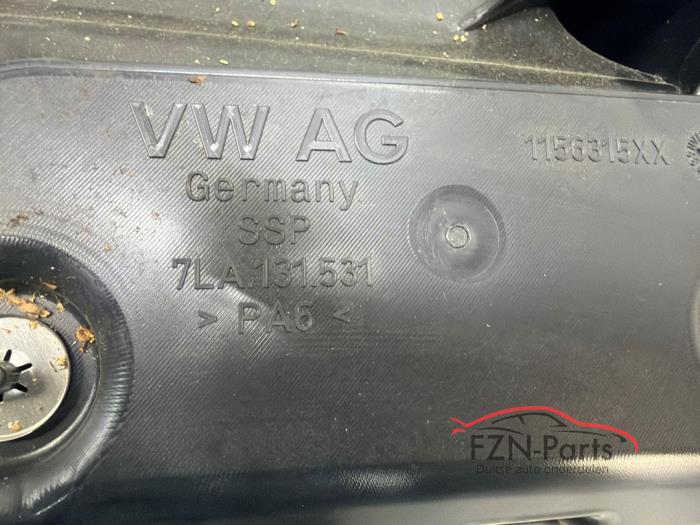 VW AG
1156315XX
Germany
SSP
7LA.131.531
> PA6 <
FZN-Parts
Duitse auto onderdelen